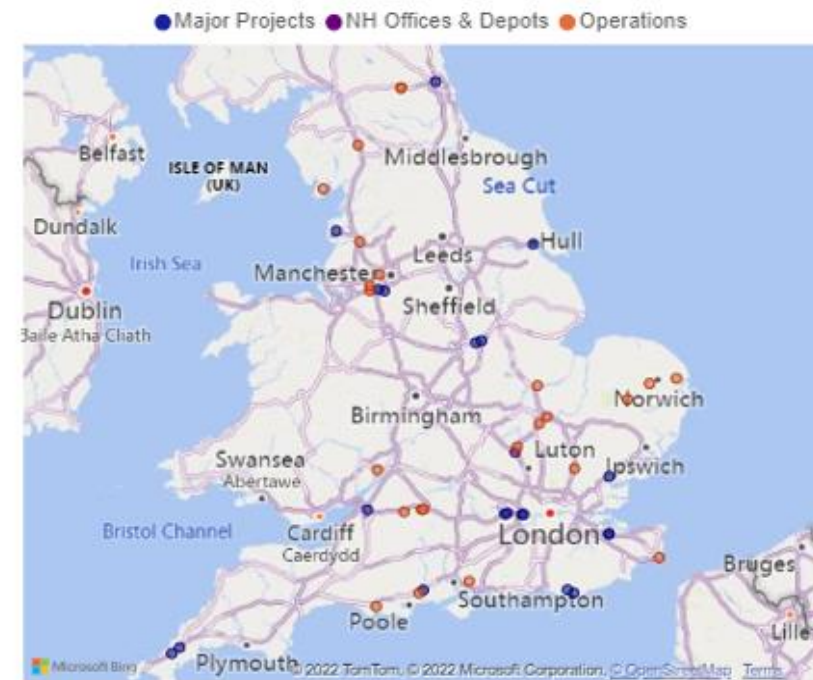 Major Projects NH Offices & Depots Operations
Belfast
ISLE OF MAN
(UK)
Middlesbrough
Sea Cut
Dundalk
Leeds
Hull
Irish Sea
Manchester
Sheffield
Dublin
Baile Atha Cliath
Norwich
Birmingham
Luton
Ipswich
Swansea
Abertawe
Bristol Channel
Cardiff
Caerdydd
London
Bruges
Southampton
Poole
Lille
Plymouth
Microsoft Bing
© 2022 TomTom, © 2022 Microsoft Corporation, © OpenStreetMap Terms